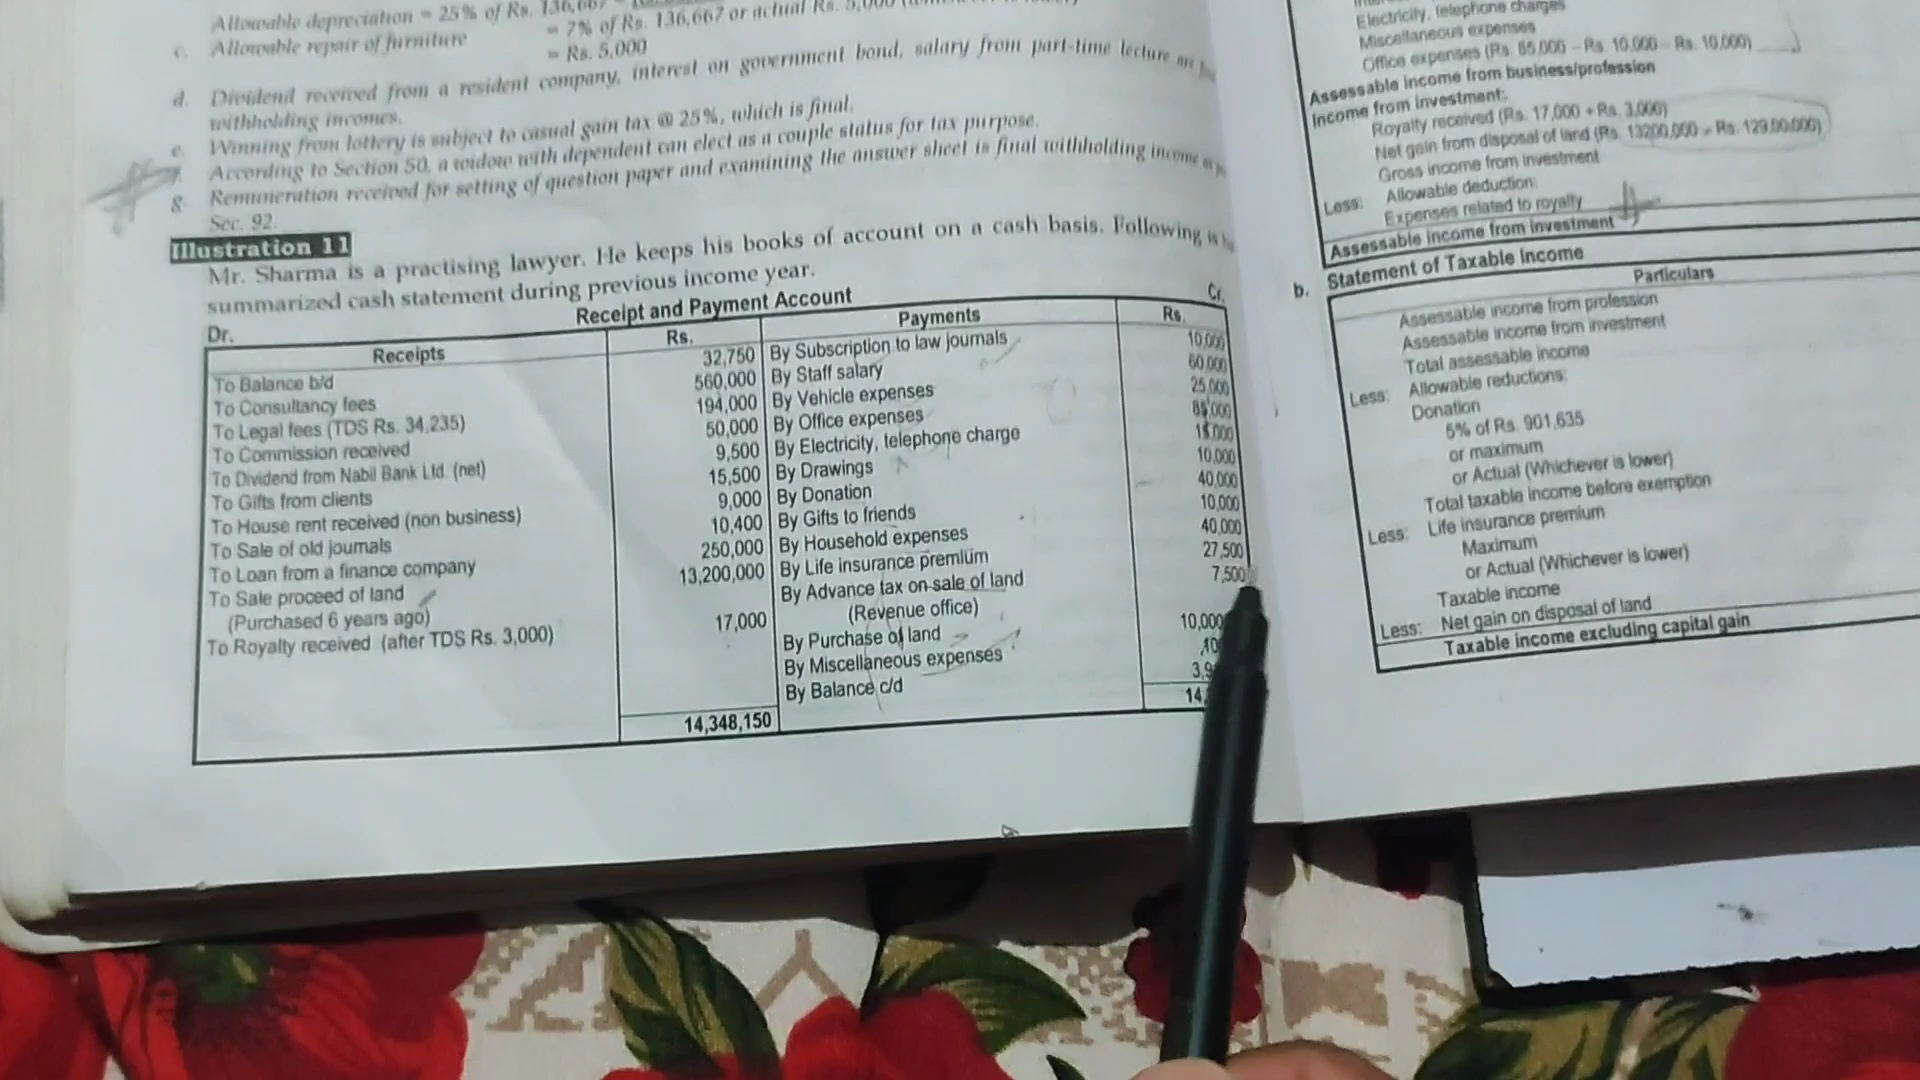 Allowable depreciation = 25% of Rs. 136,667
= 7% of Rs. 136,667 or actual Rs. 5,000
c. Allowable repair of furniture
= Rs. 5,000
d. Dividend received from a resident company, interest on government bond, salary from part-time lecture are
withholding incomes.
e. Winning from lottery is subject to casual gain tax @ 25%, which is final.
According to Section 50, a widow with dependent can elect as a couple status for tax purpose.
g. Remuneration received for setting of question paper and examining the answer sheet is final withholding income
Sec. 92.
Illustration 11
Mr. Sharma is a practising lawyer. He keeps his books of account on a cash basis. Following is
summarized cash statement during previous income year.
Receipt and Payment Account
Dr. Cr.
Receipts Rs. Payments Rs.
To Balance b/d 32,750 By Subscription to law journals 10,000
To Consultancy fees 560,000 By Staff salary 60,000
To Legal fees (TDS Rs. 34,235) 194,000 By Vehicle expenses 25,000
To Commission received 50,000 By Office expenses 85,000
To Dividend from Nabil Bank Ltd. (net) 9,500 By Electricity, telephone charge 15,000
To Gifts from clients 15,500 By Drawings 10,000
To House rent received (non business) 9,000 By Donation 40,000
To Sale of old journals 10,400 By Gifts to friends 10,000
To Loan from a finance company 250,000 By Household expenses 40,000
To Sale proceed of land 13,200,000 By Life insurance premium 27,500
(Purchased 6 years ago) By Advance tax on sale of land 7,500
To Royalty received (after TDS Rs. 3,000) 17,000 (Revenue office)
By Purchase of land 10,000
By Miscellaneous expenses
By Balance c/d
14,348,150
Electricity, telephone charges
Miscellaneous expenses
Office expenses (Rs. 85,000 - Rs. 10,000 - Rs. 10,000)
Assessable income from business/profession
Income from investment:
Royalty received (Rs. 17,000 + Rs. 3,000)
Net gain from disposal of land (Rs. 13200,000 - Rs. 129,00,000)
Gross income from investment
Less: Allowable deduction:
Expenses related to royalty
Assessable income from investment
b. Statement of Taxable Income
Particulars
Assessable income from profession
Assessable income from investment
Total assessable income
Less: Allowable reductions:
Donation
5% of Rs. 901,635
or maximum
or Actual (Whichever is lower)
Total taxable income before exemption
Less: Life insurance premium
Maximum
or Actual (Whichever is lower)
Taxable income
Less: Net gain on disposal of land
Taxable income excluding capital gain